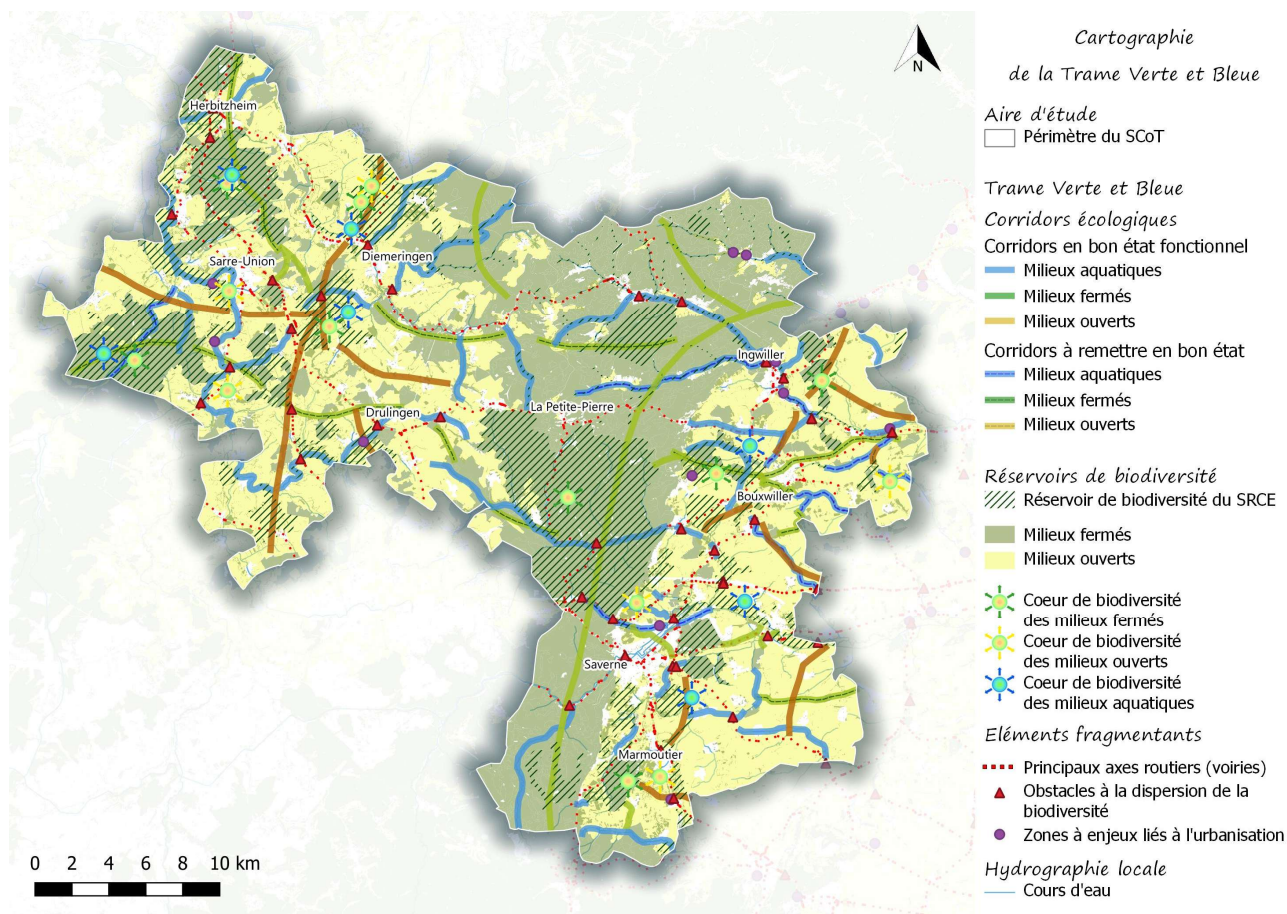 Cartographie
de la Trame Verte et Bleue
Aire d'étude
Périmètre du SCoT
Trame Verte et Bleue
Corridors écologiques
Corridors en bon état fonctionnel
Milieux aquatiques
Milieux fermés
Milieux ouverts
Corridors à remettre en bon état
Milieux aquatiques
Milieux fermés
Milieux ouverts
Réservoirs de biodiversité
Réservoir de biodiversité du SRCE
Milieux fermés
Milieux ouverts
Coeur de biodiversité
des milieux fermés
Coeur de biodiversité
des milieux ouverts
Coeur de biodiversité
des milieux aquatiques
Eléments fragmentants
Principaux axes routiers (voiries)
Obstacles à la dispersion de la
biodiversité
Zones à enjeux liés à l'urbanisation
Hydrographie locale
Cours d'eau
N
Herbitzheim
Sarre-Union
Diemeringen
Ingwiller
La Petite-Pierre
Drulingen
Bouxwiller
Saverne
Marmoutier
0 2 4 6 8 10 km